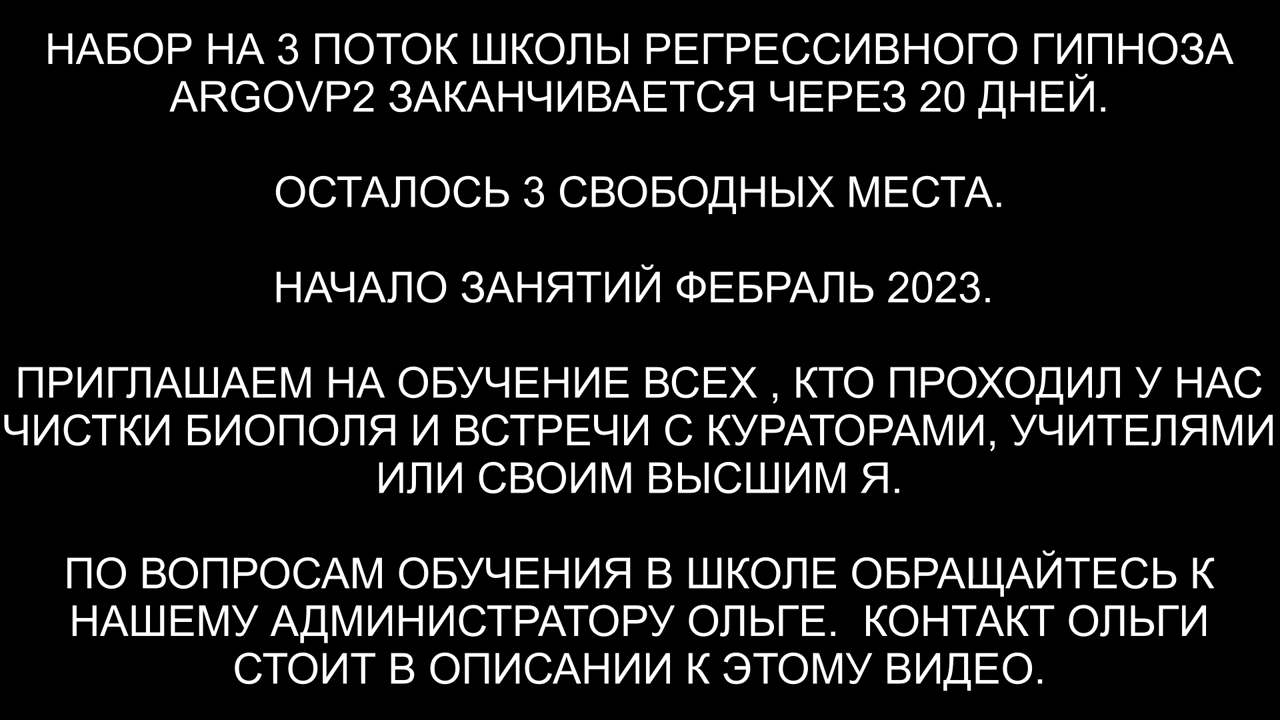 НАБОР НА 3 ПОТОК ШКОЛЫ РЕГРЕССИВНОГО ГИПНОЗА
ARGOVP2 ЗАКАНЧИВАЕТСЯ ЧЕРЕЗ 20 ДНЕЙ.
ОСТАЛОСЬ 3 СВОБОДНЫХ МЕСТА.
НАЧАЛО ЗАНЯТИЙ ФЕБРАЛЬ 2023.
ПРИГЛАШАЕМ НА ОБУЧЕНИЕ ВСЕХ , КТО ПРОХОДИЛ У НАС
ЧИСТКИ БИОПОЛЯ И ВСТРЕЧИ С КУРАТОРАМИ, УЧИТЕЛЯМИ
ИЛИ СВОИМ ВЫСШИМ Я.
ПО ВОПРОСАМ ОБУЧЕНИЯ В ШКОЛЕ ОБРАЩАЙТЕСЬ К
НАШЕМУ АДМИНИСТРАТОРУ ОЛЬГЕ.  КОНТАКТ ОЛЬГИ
СТОИТ В ОПИСАНИИ К ЭТОМУ ВИДЕО.